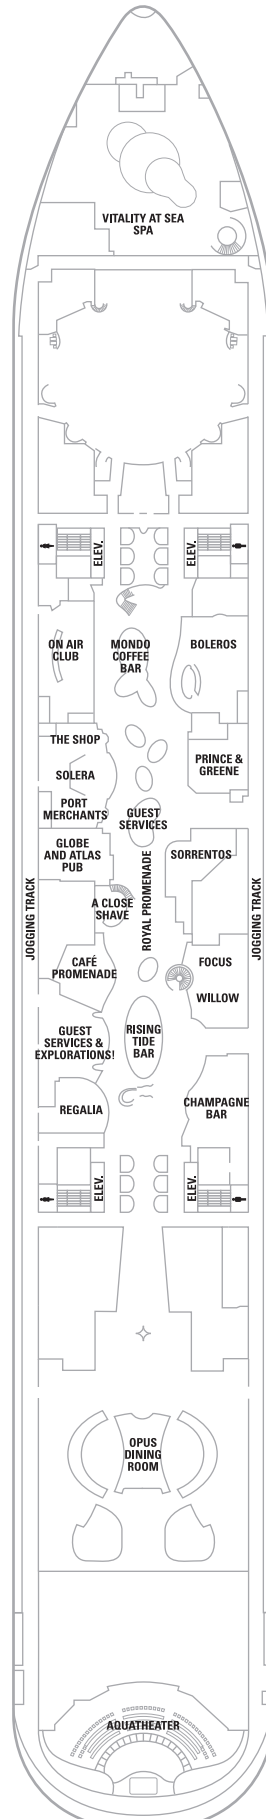 VITALITY AT SEA
SPA
ELEV.
ELEV.
ON AIR
CLUB
MONDO
COFFEE
BAR
BOLEROS
THE SHOP
SOLERA
PRINCE &
GREENE
PORT
MERCHANTS
GUEST
SERVICES
GLOBE
AND ATLAS
PUB
SORRENTOS
JOGGING TRACK
ROYAL PROMENADE
JOGGING TRACK
A CLOSE
SHAVE
CAFÉ
PROMENADE
FOCUS
WILLOW
GUEST
SERVICES &
EXPLORATIONS!
RISING
TIDE
BAR
REGALIA
CHAMPAGNE
BAR
ELEV.
ELEV.
OPUS
DINING
ROOM
AQUATHEATER